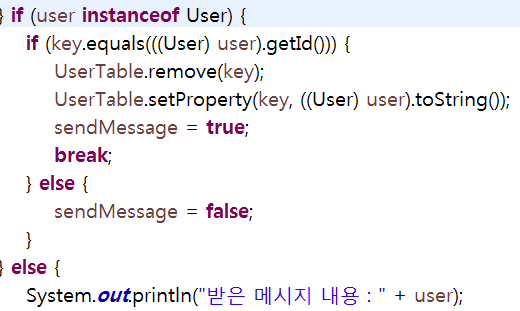 } if (user instanceof User) {
if (key.equals(((User) user).getId())) {
UserTable.remove(key);
UserTable.setProperty(key, ((User) user).toString());
sendMessage = true;
break;
} else {
sendMessage = false;
}
} else {
System.out.println("받은 메시지 내용 : " + user);